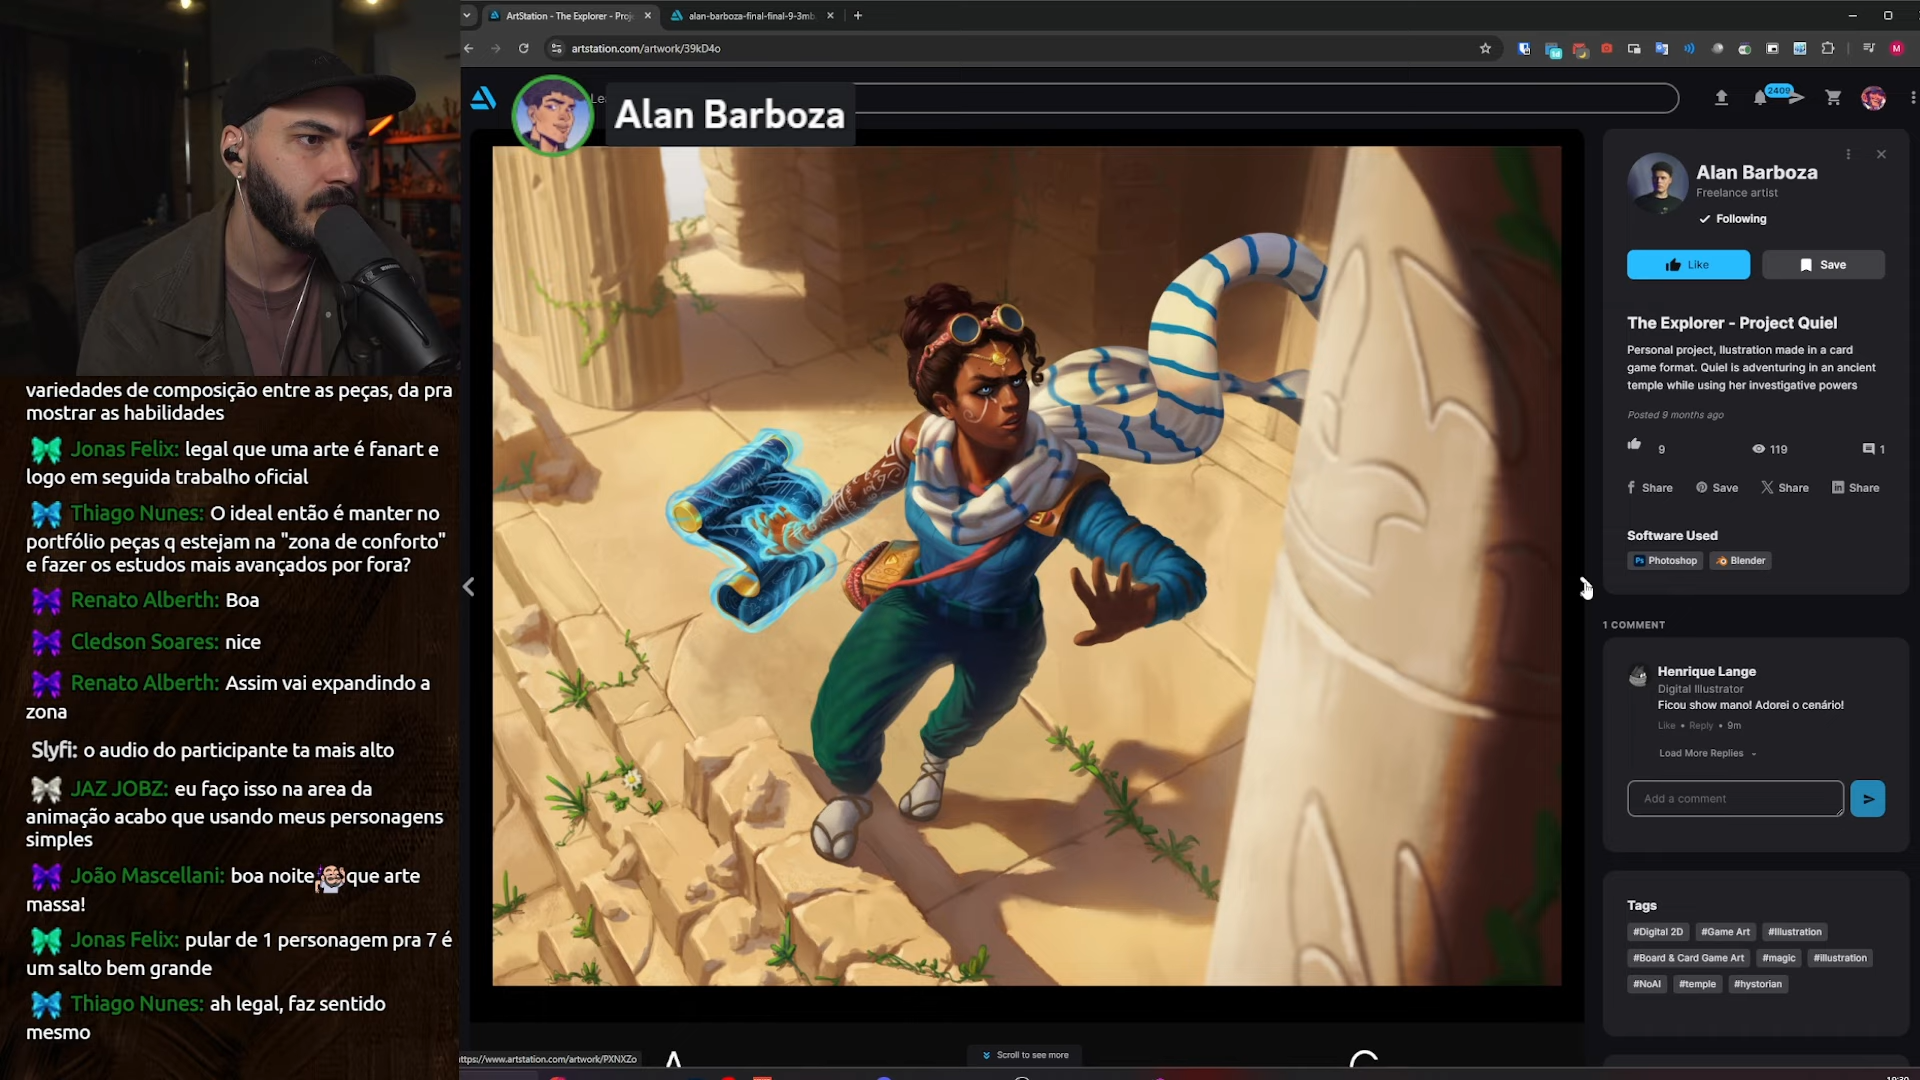 ArtStation - The Explorer - Proj
alan-barboza-final-final-9-3mb
artstation.com/artwork/39kD4o
Alan Barboza
2409
Alan Barboza
Freelance artist
Following
Like
Save
The Explorer - Project Quiel
Personal project, Ilustration made in a card
game format. Quiel is adventuring in an ancient
temple while using her investigative powers
Posted 9 months ago
9
119
1
Share
Save
Share
Share
Software Used
Ps Photoshop
Blender
1 COMMENT
Henrique Lange
Digital Illustrator
Ficou show mano! Adorei o cenário!
Like • Reply • 9m
Load More Replies
Add a comment
Tags
#Digital 2D
#Game Art
#Illustration
#Board & Card Game Art
#magic
#illustration
#NoAI
#temple
#hystorian
variedades de composição entre as peças, da pra
mostrar as habilidades
Jonas Felix: legal que uma arte é fanart e
logo em seguida trabalho oficial
Thiago Nunes: O ideal então é manter no
portfólio peças q estejam na "zona de conforto"
e fazer os estudos mais avançados por fora?
Renato Alberth: Boa
Cledson Soares: nice
Renato Alberth: Assim vai expandindo a
zona
Slyfi: o audio do participante ta mais alto
JAZ JOBZ: eu faço isso na area da
animação acabo que usando meus personagens
simples
João Mascellani: boa noite que arte
massa!
Jonas Felix: pular de 1 personagem pra 7 é
um salto bem grande
Thiago Nunes: ah legal, faz sentido
mesmo
ttps://www.artstation.com/artwork/PXNXZo
Scroll to see more